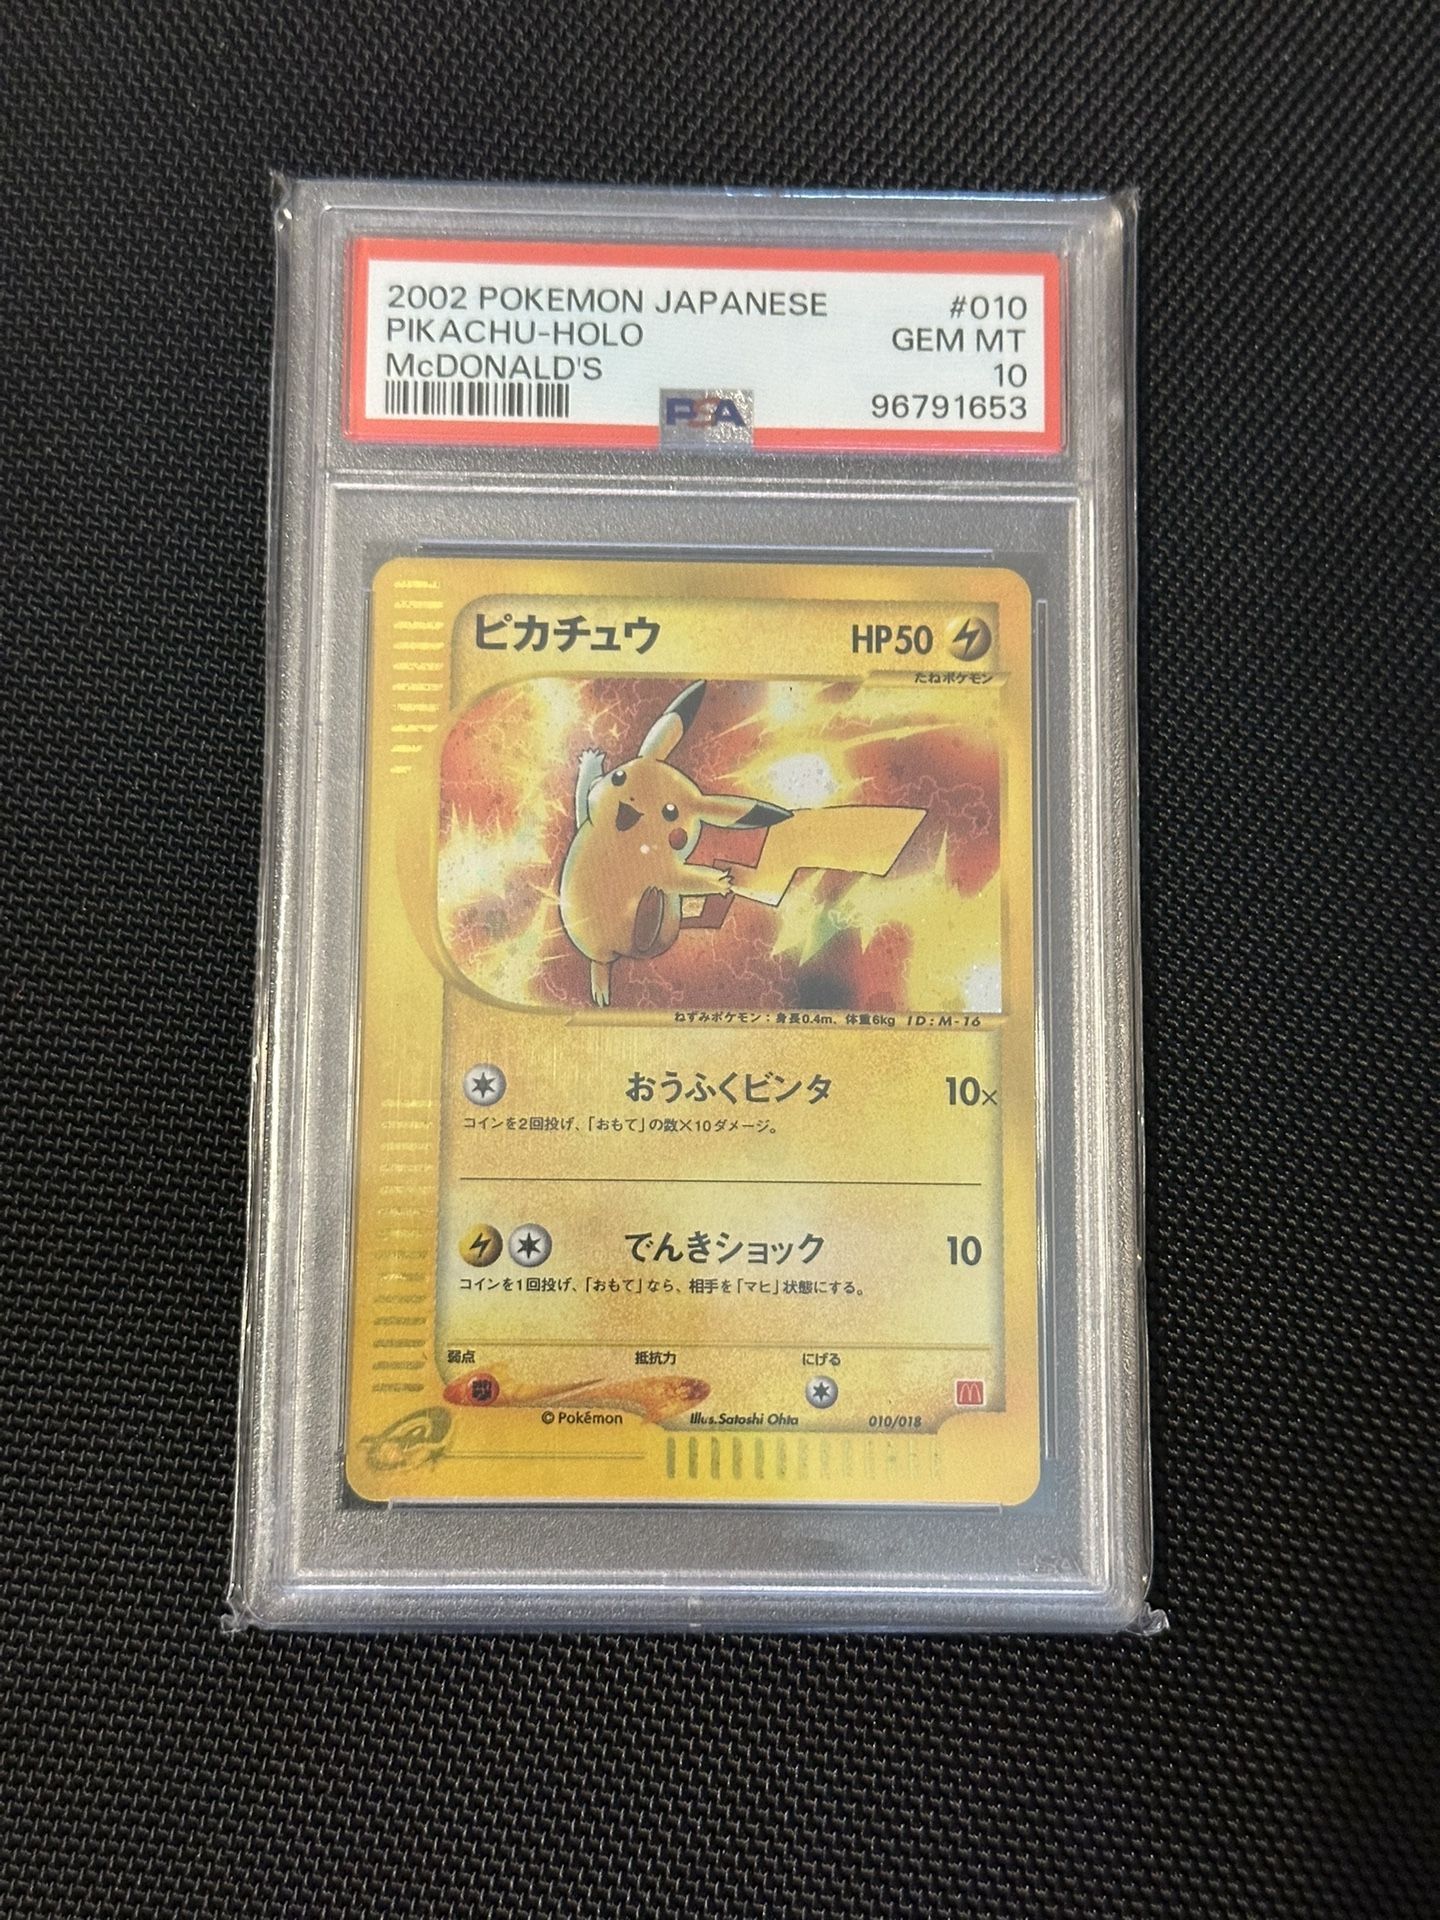 2002 POKEMON JAPANESE #010
PIKACHU-HOLO GEM MT
McDONALD'S 10
PSA 96791653
ピカチュウ HP50
たねポケモン
ねずみポケモン：身長0.4m、体重6kg ID:M-16
おうふくビンタ 10×
コインを2回投げ、「おもて」の数×10ダメージ。
でんきショック 10
コインを1回投げ、「おもて」なら、相手を「マヒ」状態にする。
弱点 抵抗力 にげる
©Pokémon Illus.Satoshi Ohta 010/018